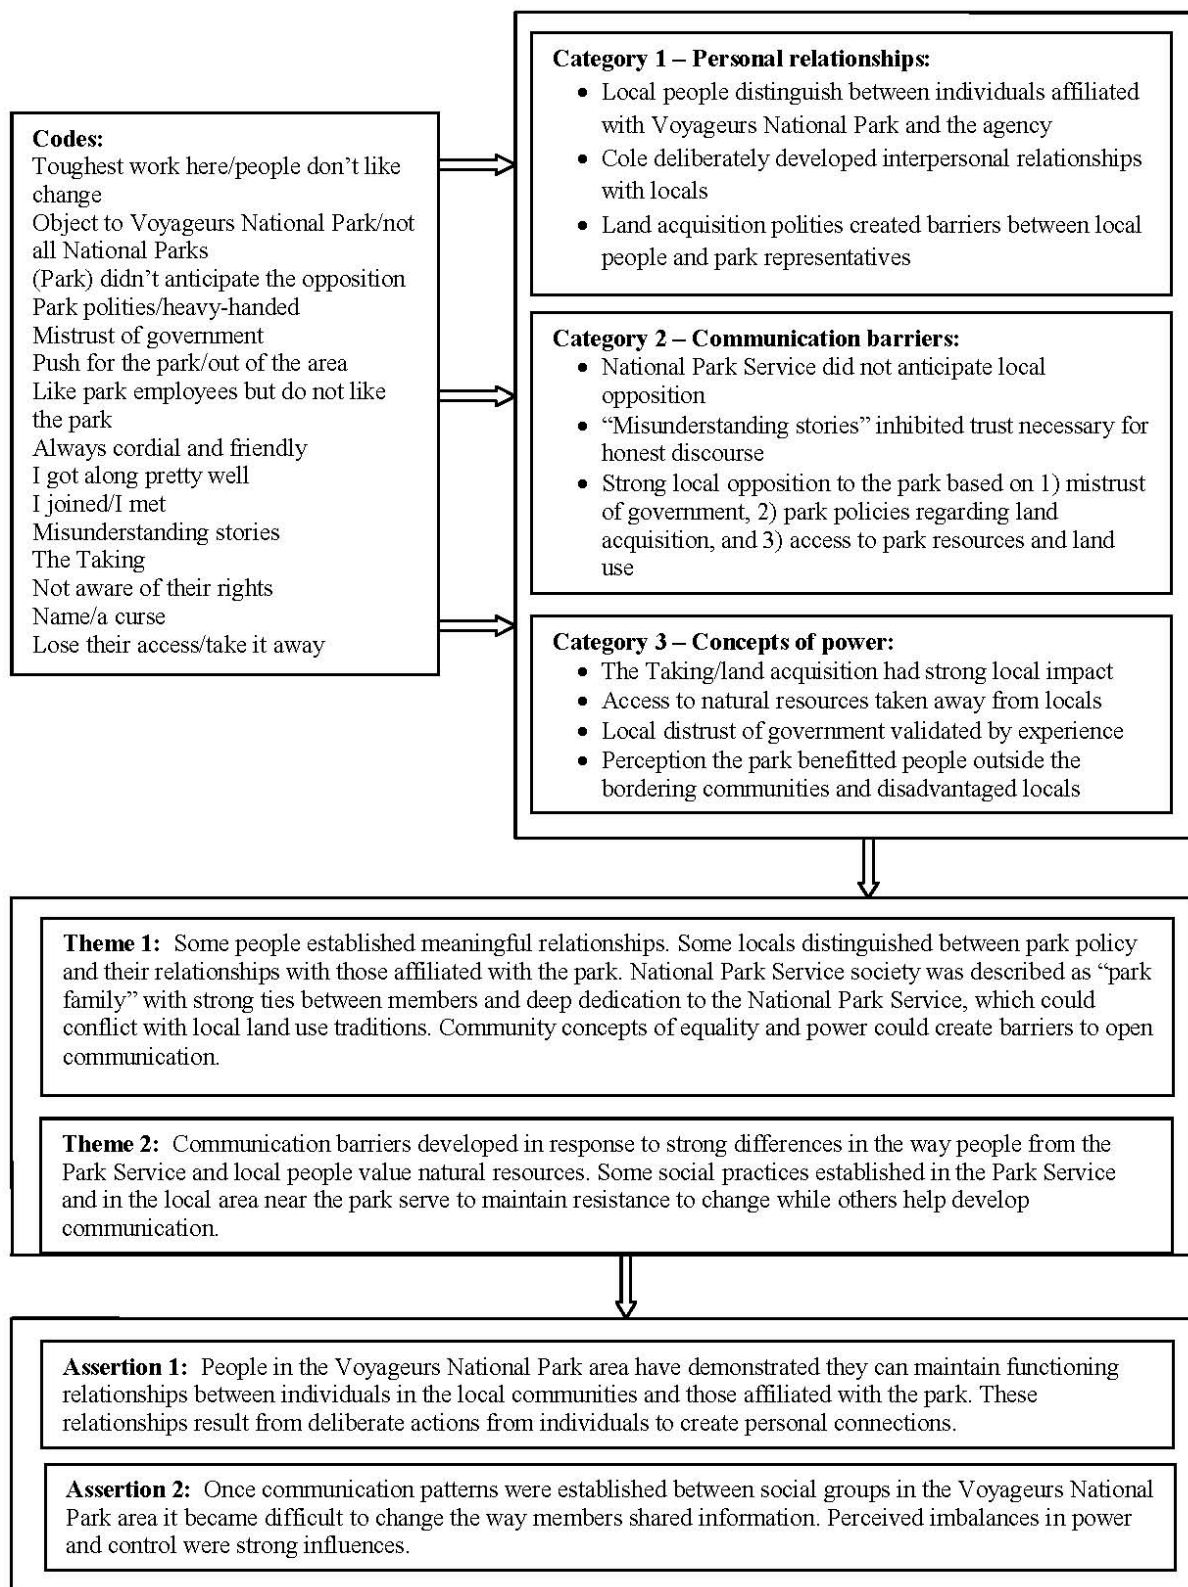 Codes:
Toughest work here/people don’t like
change
Object to Voyageurs National Park/not
all National Parks
(Park) didn’t anticipate the opposition
Park polities/heavy-handed
Mistrust of government
Push for the park/out of the area
Like park employees but do not like
the park
Always cordial and friendly
I got along pretty well
I joined/I met
Misunderstanding stories
The Taking
Not aware of their rights
Name/a curse
Lose their access/take it away
Category 1 – Personal relationships:
• Local people distinguish between individuals affiliated
with Voyageurs National Park and the agency
• Cole deliberately developed interpersonal relationships
with locals
• Land acquisition polities created barriers between local
people and park representatives
Category 2 – Communication barriers:
• National Park Service did not anticipate local
opposition
• “Misunderstanding stories” inhibited trust necessary for
honest discourse
• Strong local opposition to the park based on 1) mistrust
of government, 2) park policies regarding land
acquisition, and 3) access to park resources and land
use
Category 3 – Concepts of power:
• The Taking/land acquisition had strong local impact
• Access to natural resources taken away from locals
• Local distrust of government validated by experience
• Perception the park benefitted people outside the
bordering communities and disadvantaged locals
Theme 1: Some people established meaningful relationships. Some locals distinguished between park policy
and their relationships with those affiliated with the park. National Park Service society was described as “park
family” with strong ties between members and deep dedication to the National Park Service, which could
conflict with local land use traditions. Community concepts of equality and power could create barriers to open
communication.
Theme 2: Communication barriers developed in response to strong differences in the way people from the
Park Service and local people value natural resources. Some social practices established in the Park Service
and in the local area near the park serve to maintain resistance to change while others help develop
communication.
Assertion 1: People in the Voyageurs National Park area have demonstrated they can maintain functioning
relationships between individuals in the local communities and those affiliated with the park. These
relationships result from deliberate actions from individuals to create personal connections.
Assertion 2: Once communication patterns were established between social groups in the Voyageurs National
Park area it became difficult to change the way members shared information. Perceived imbalances in power
and control were strong influences.